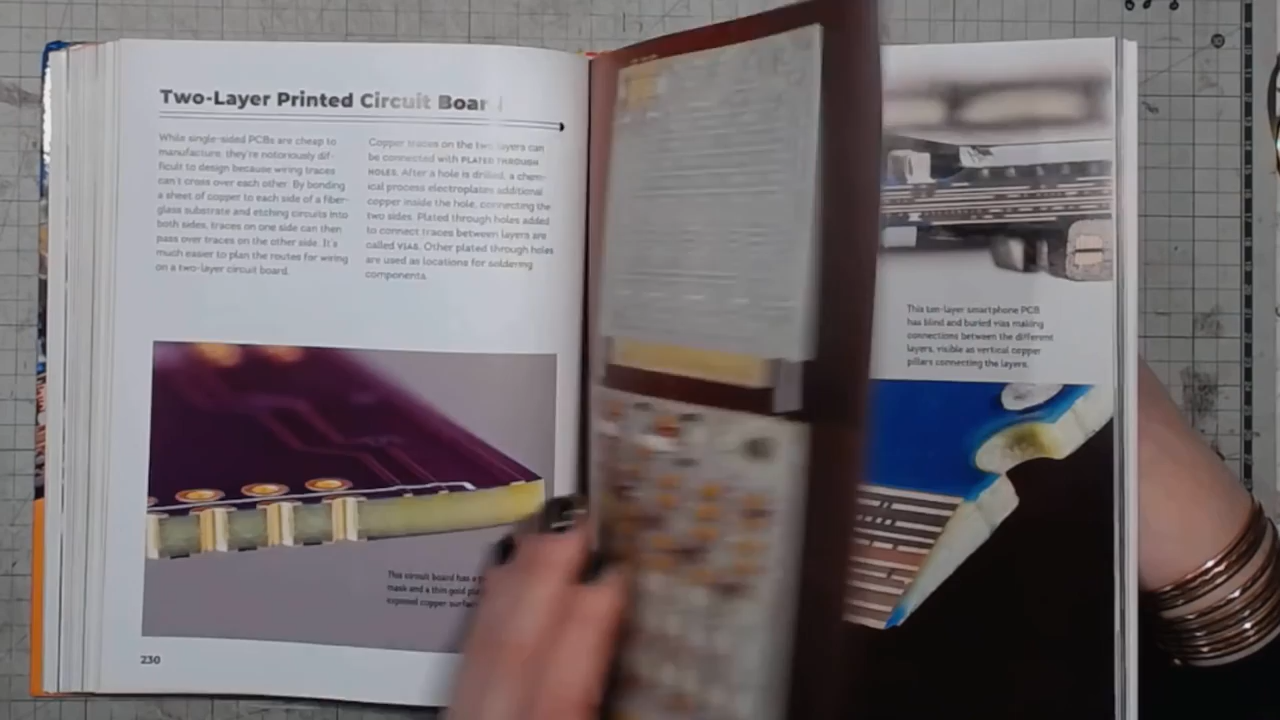 Two-Layer Printed Circuit Boar
While single-sided PCBs are cheap to
manufacture, they're notoriously dif-
ficult to design because wiring traces
can't cross over each other. By bonding
a sheet of copper to each side of a fiber-
glass substrate and etching circuits into
both sides, traces on one side can then
pass over traces on the other side. It's
much easier to plan the routes for wiring
on a two-layer circuit board.
Copper traces on the two layers can
be connected with PLATED THROUGH
HOLES. After a hole is drilled, a chem-
ical process electroplates additional
copper inside the hole, connecting the
two sides. Plated through holes added
to connect traces between layers are
called VIAS. Other plated through holes
are used as locations for soldering
components.
This circuit board has a
mask and a thin gold
exposed copper
230
This ten-layer smartphone PCB
has blind and buried vias making
connections between the different
layers, visible as vertical copper
pillars connecting the layers.